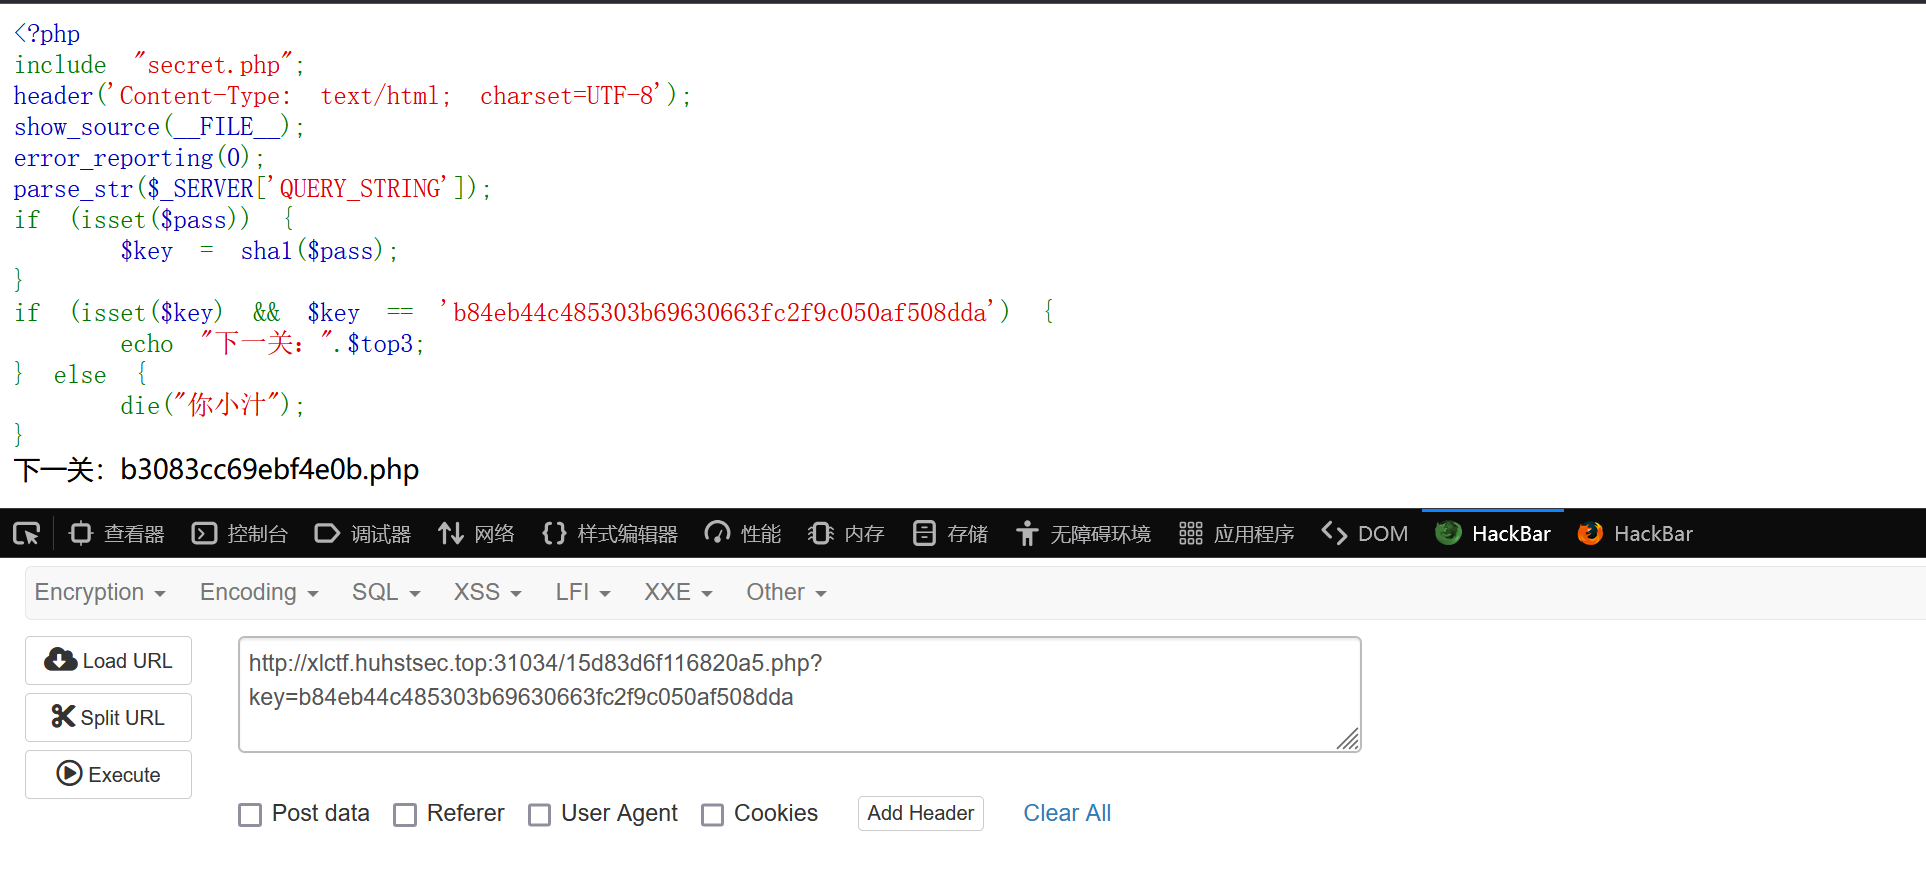 <?php
include "secret.php";
header('Content-Type: text/html; charset=UTF-8');
show_source(__FILE__);
error_reporting(0);
parse_str($_SERVER['QUERY_STRING']);
if (isset($pass)) {
$key = sha1($pass);
}
if (isset($key) && $key == 'b84eb44c485303b69630663fc2f9c050af508dda') {
echo "下一关：".$top3;
} else {
die("你小汁");
}
下一关：b3083cc69ebf4e0b.php
查看器 控制台 调试器 网络 {} 样式编辑器 性能 内存 存储 无障碍环境 应用程序 DOM HackBar HackBar
Encryption Encoding SQL XSS LFI XXE Other
Load URL
Split URL
Execute
http://xlctf.huhstsec.top:31034/15d83d6f116820a5.php?
key=b84eb44c485303b69630663fc2f9c050af508dda
Post data Referer User Agent Cookies Add Header Clear All